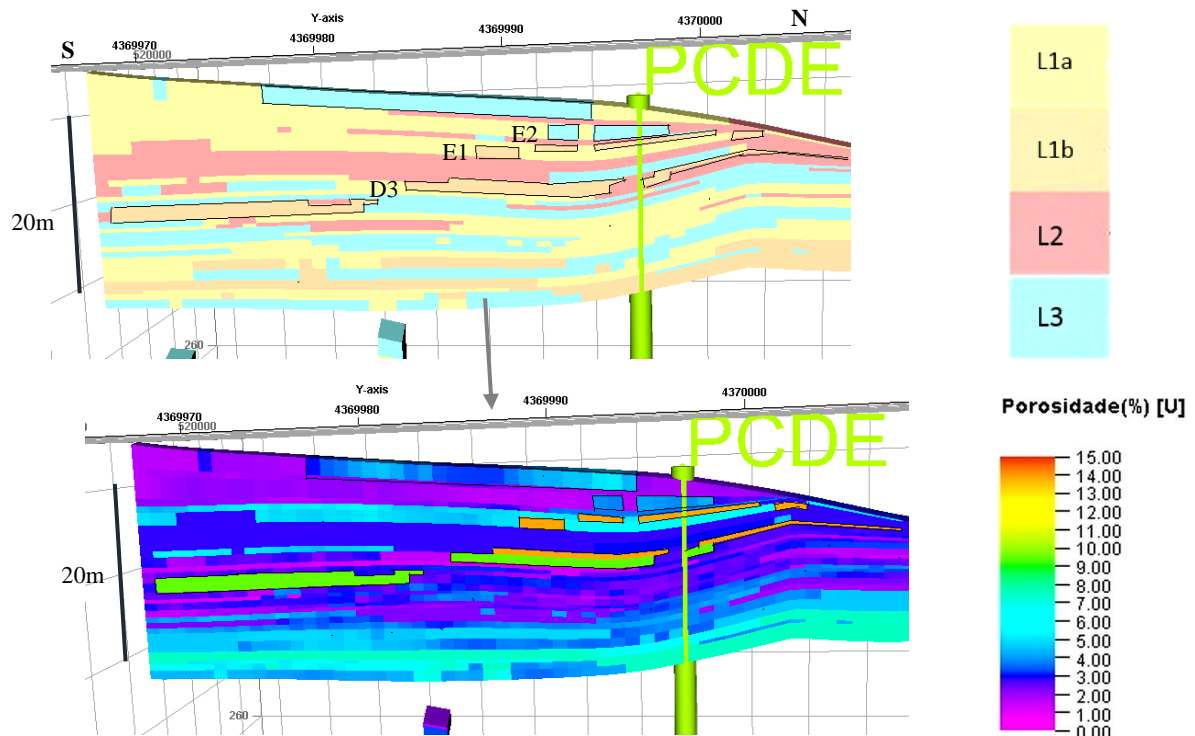 Y-axis
S
N
4369970
4369980
4369990
4370000
520000
PCDE
E2
E1
D3
20m
260
L1a
L1b
L2
L3
Y-axis
4369970
4369980
4369990
4370000
520000
PCDE
20m
260
Porosidade(%) [U]
15.00
14.00
13.00
12.00
11.00
10.00
9.00
8.00
7.00
6.00
5.00
4.00
3.00
2.00
1.00
0.00